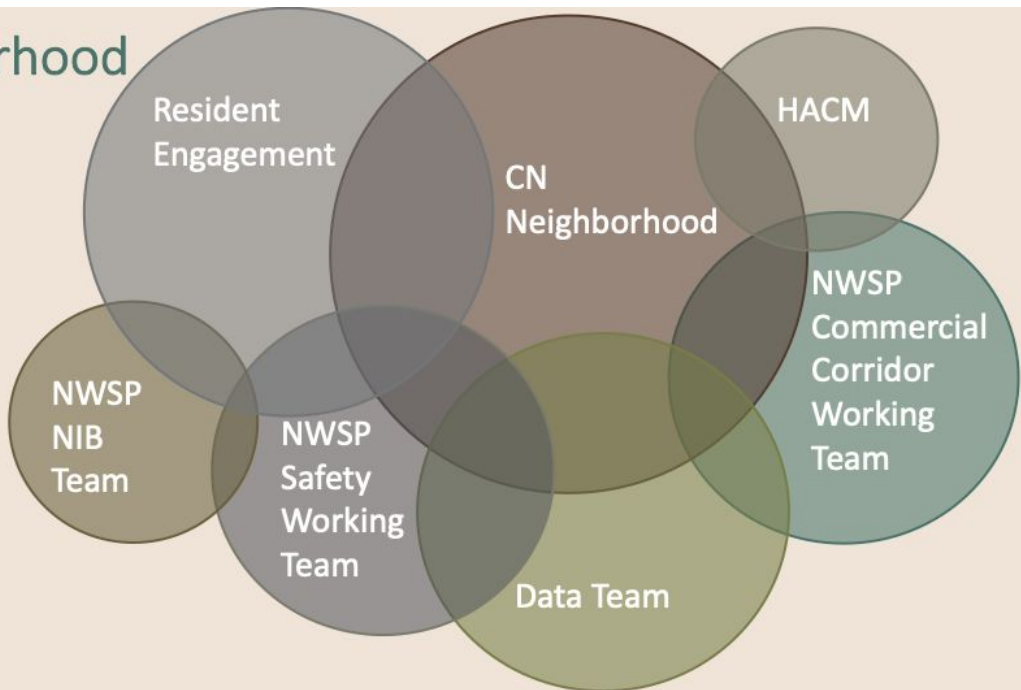 rhood
Resident
Engagement
CN
Neighborhood
HACM
NWSP
Commercial
Corridor
Working
Team
NWSP
NIB
Team
NWSP
Safety
Working
Team
Data Team